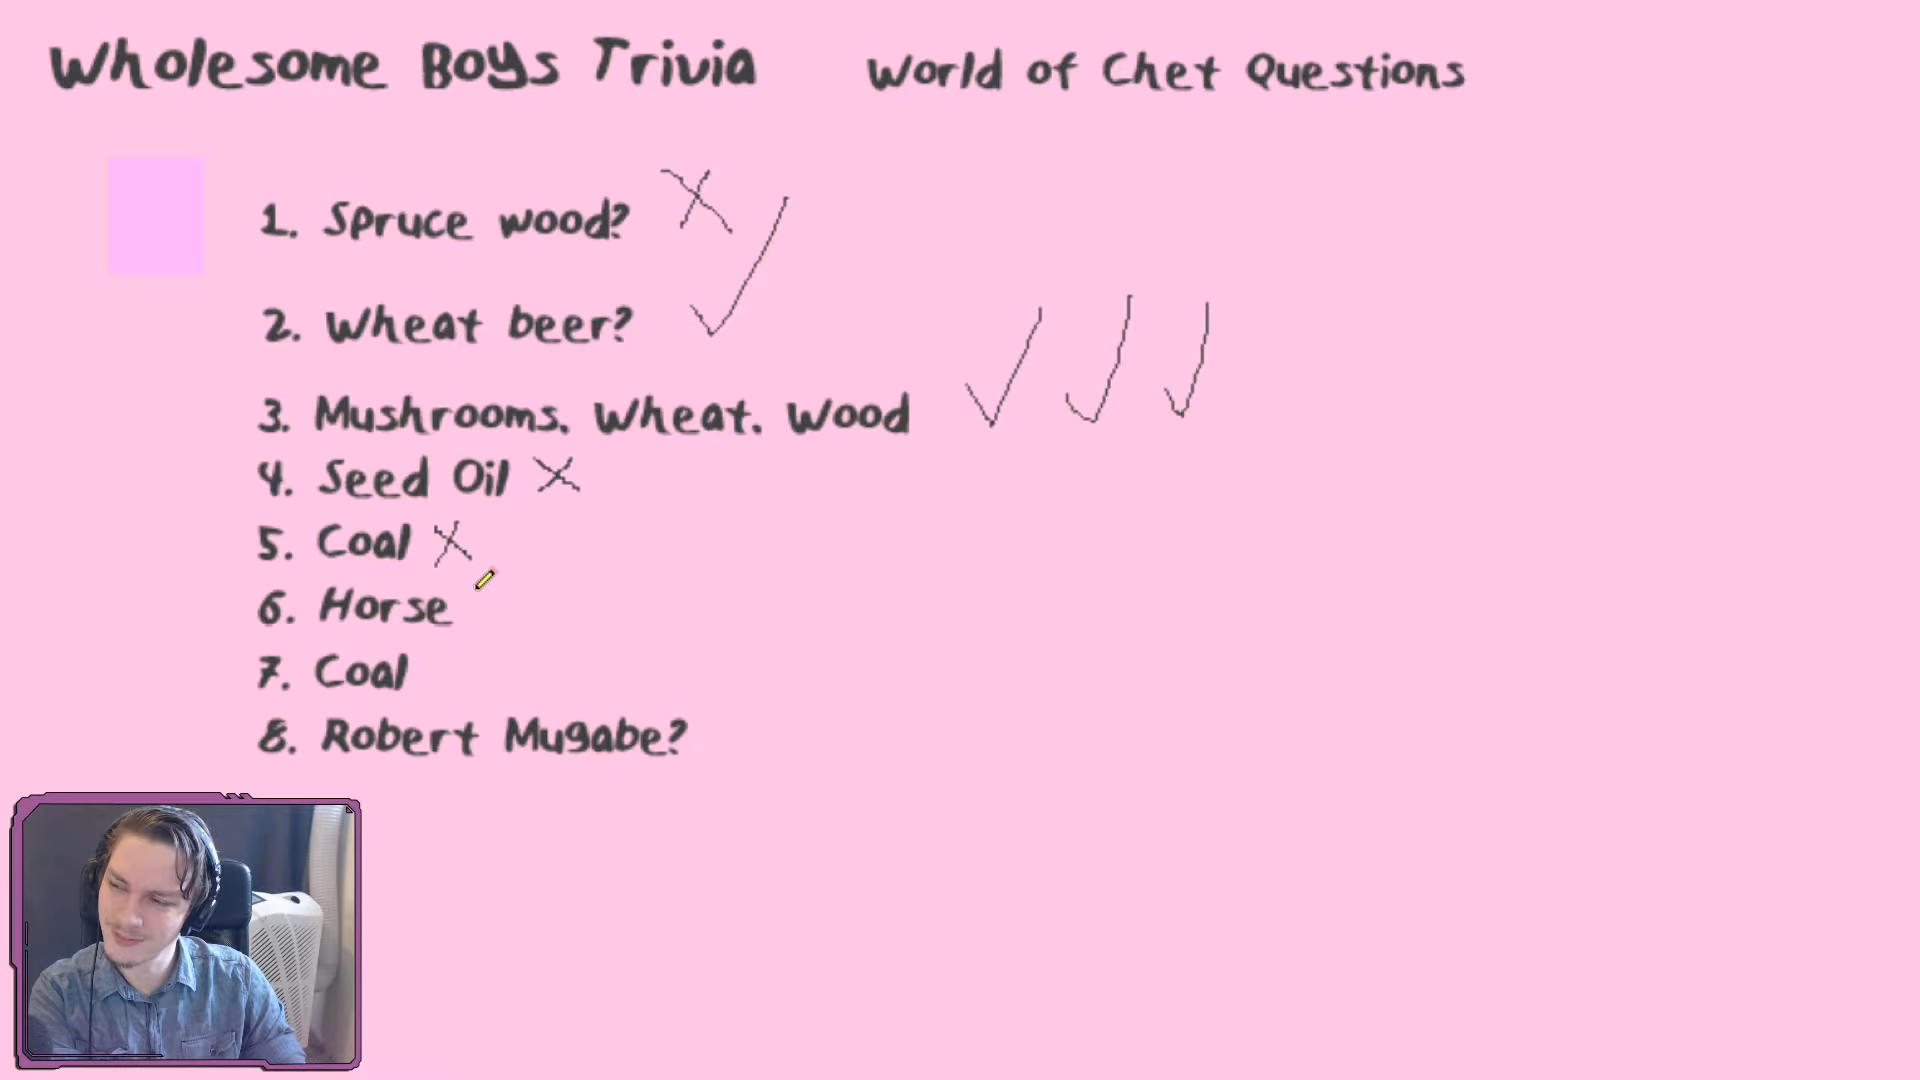 Wholesome Boys Trivia World of Chet Questions
1. Spruce wood?
2. Wheat beer?
3. Mushrooms. Wheat. Wood
4. Seed Oil
5. Coal
6. Horse
7. Coal
8. Robert Mugabe?